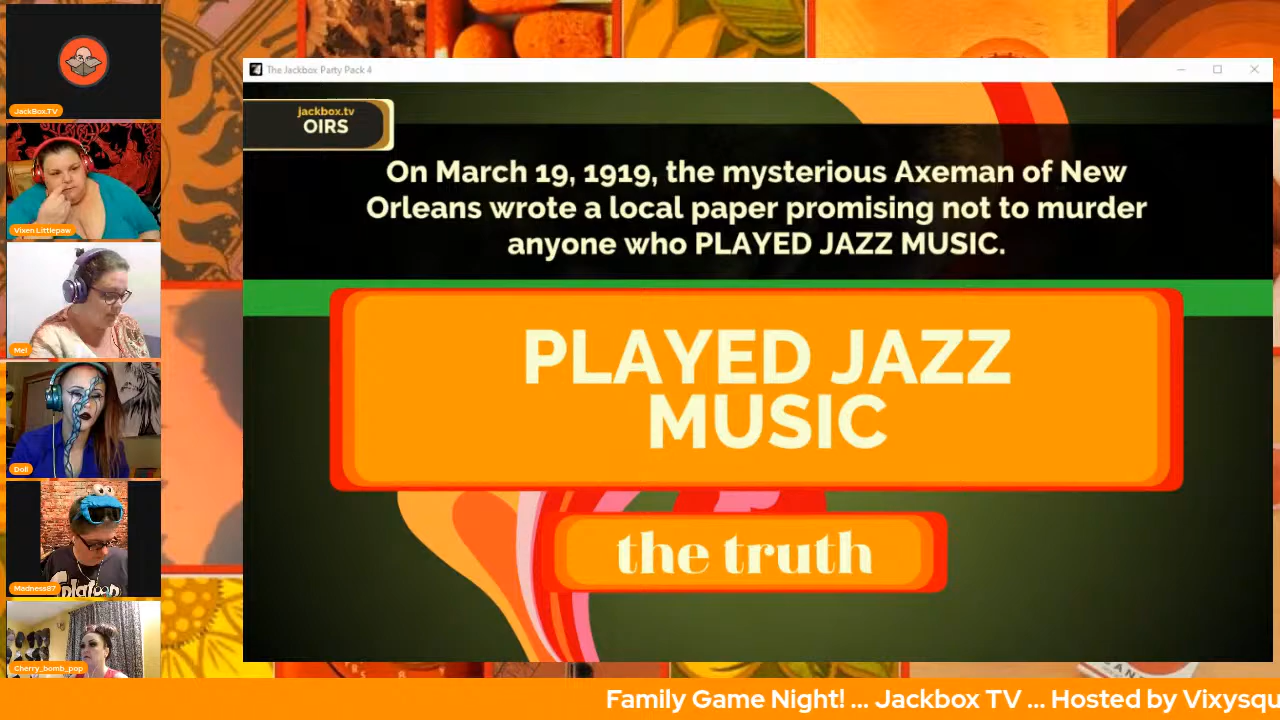 JackBox.TV
Vixen Littlepaw
Mel
Doll
Madness87
Splatoon
Cherry_bomb_pop
The Jackbox Party Pack 4
jackbox.tv
OIRS
On March 19, 1919, the mysterious Axeman of New
Orleans wrote a local paper promising not to murder
anyone who PLAYED JAZZ MUSIC.
PLAYED JAZZ
MUSIC
the truth
Family Game Night! ... Jackbox TV ... Hosted by Vixysqu